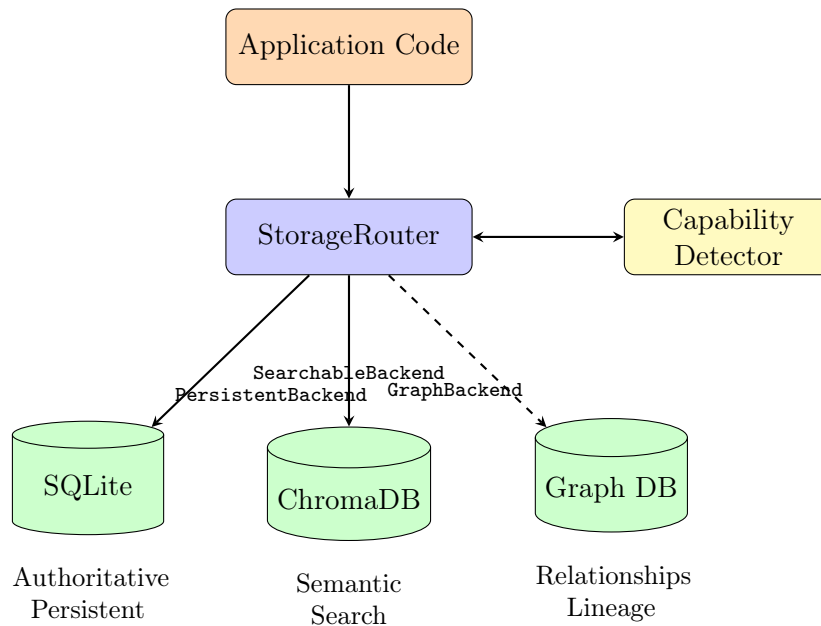 Application Code
StorageRouter
Capability
Detector
SearchableBackend
PersistentBackend
GraphBackend
SQLite
ChromaDB
Graph DB
Authoritative
Persistent
Semantic
Search
Relationships
Lineage